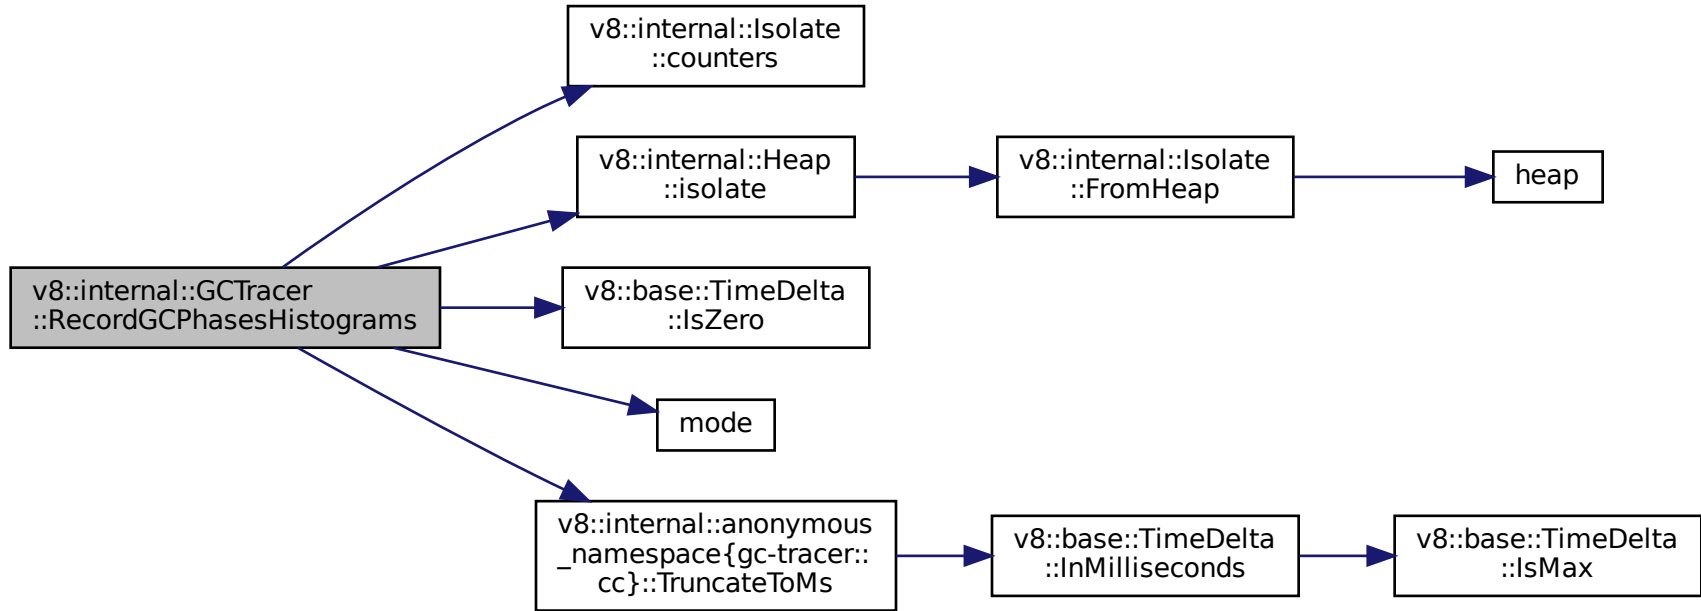 v8::internal::Isolate
::counters
v8::internal::Heap
::isolate
v8::internal::Isolate
::FromHeap
heap
v8::internal::GCTracer
::RecordGCPhasesHistograms
v8::base::TimeDelta
::IsZero
mode
v8::internal::anonymous
_namespace{gc-tracer::
cc}::TruncateToMs
v8::base::TimeDelta
::InMilliseconds
v8::base::TimeDelta
::IsMax